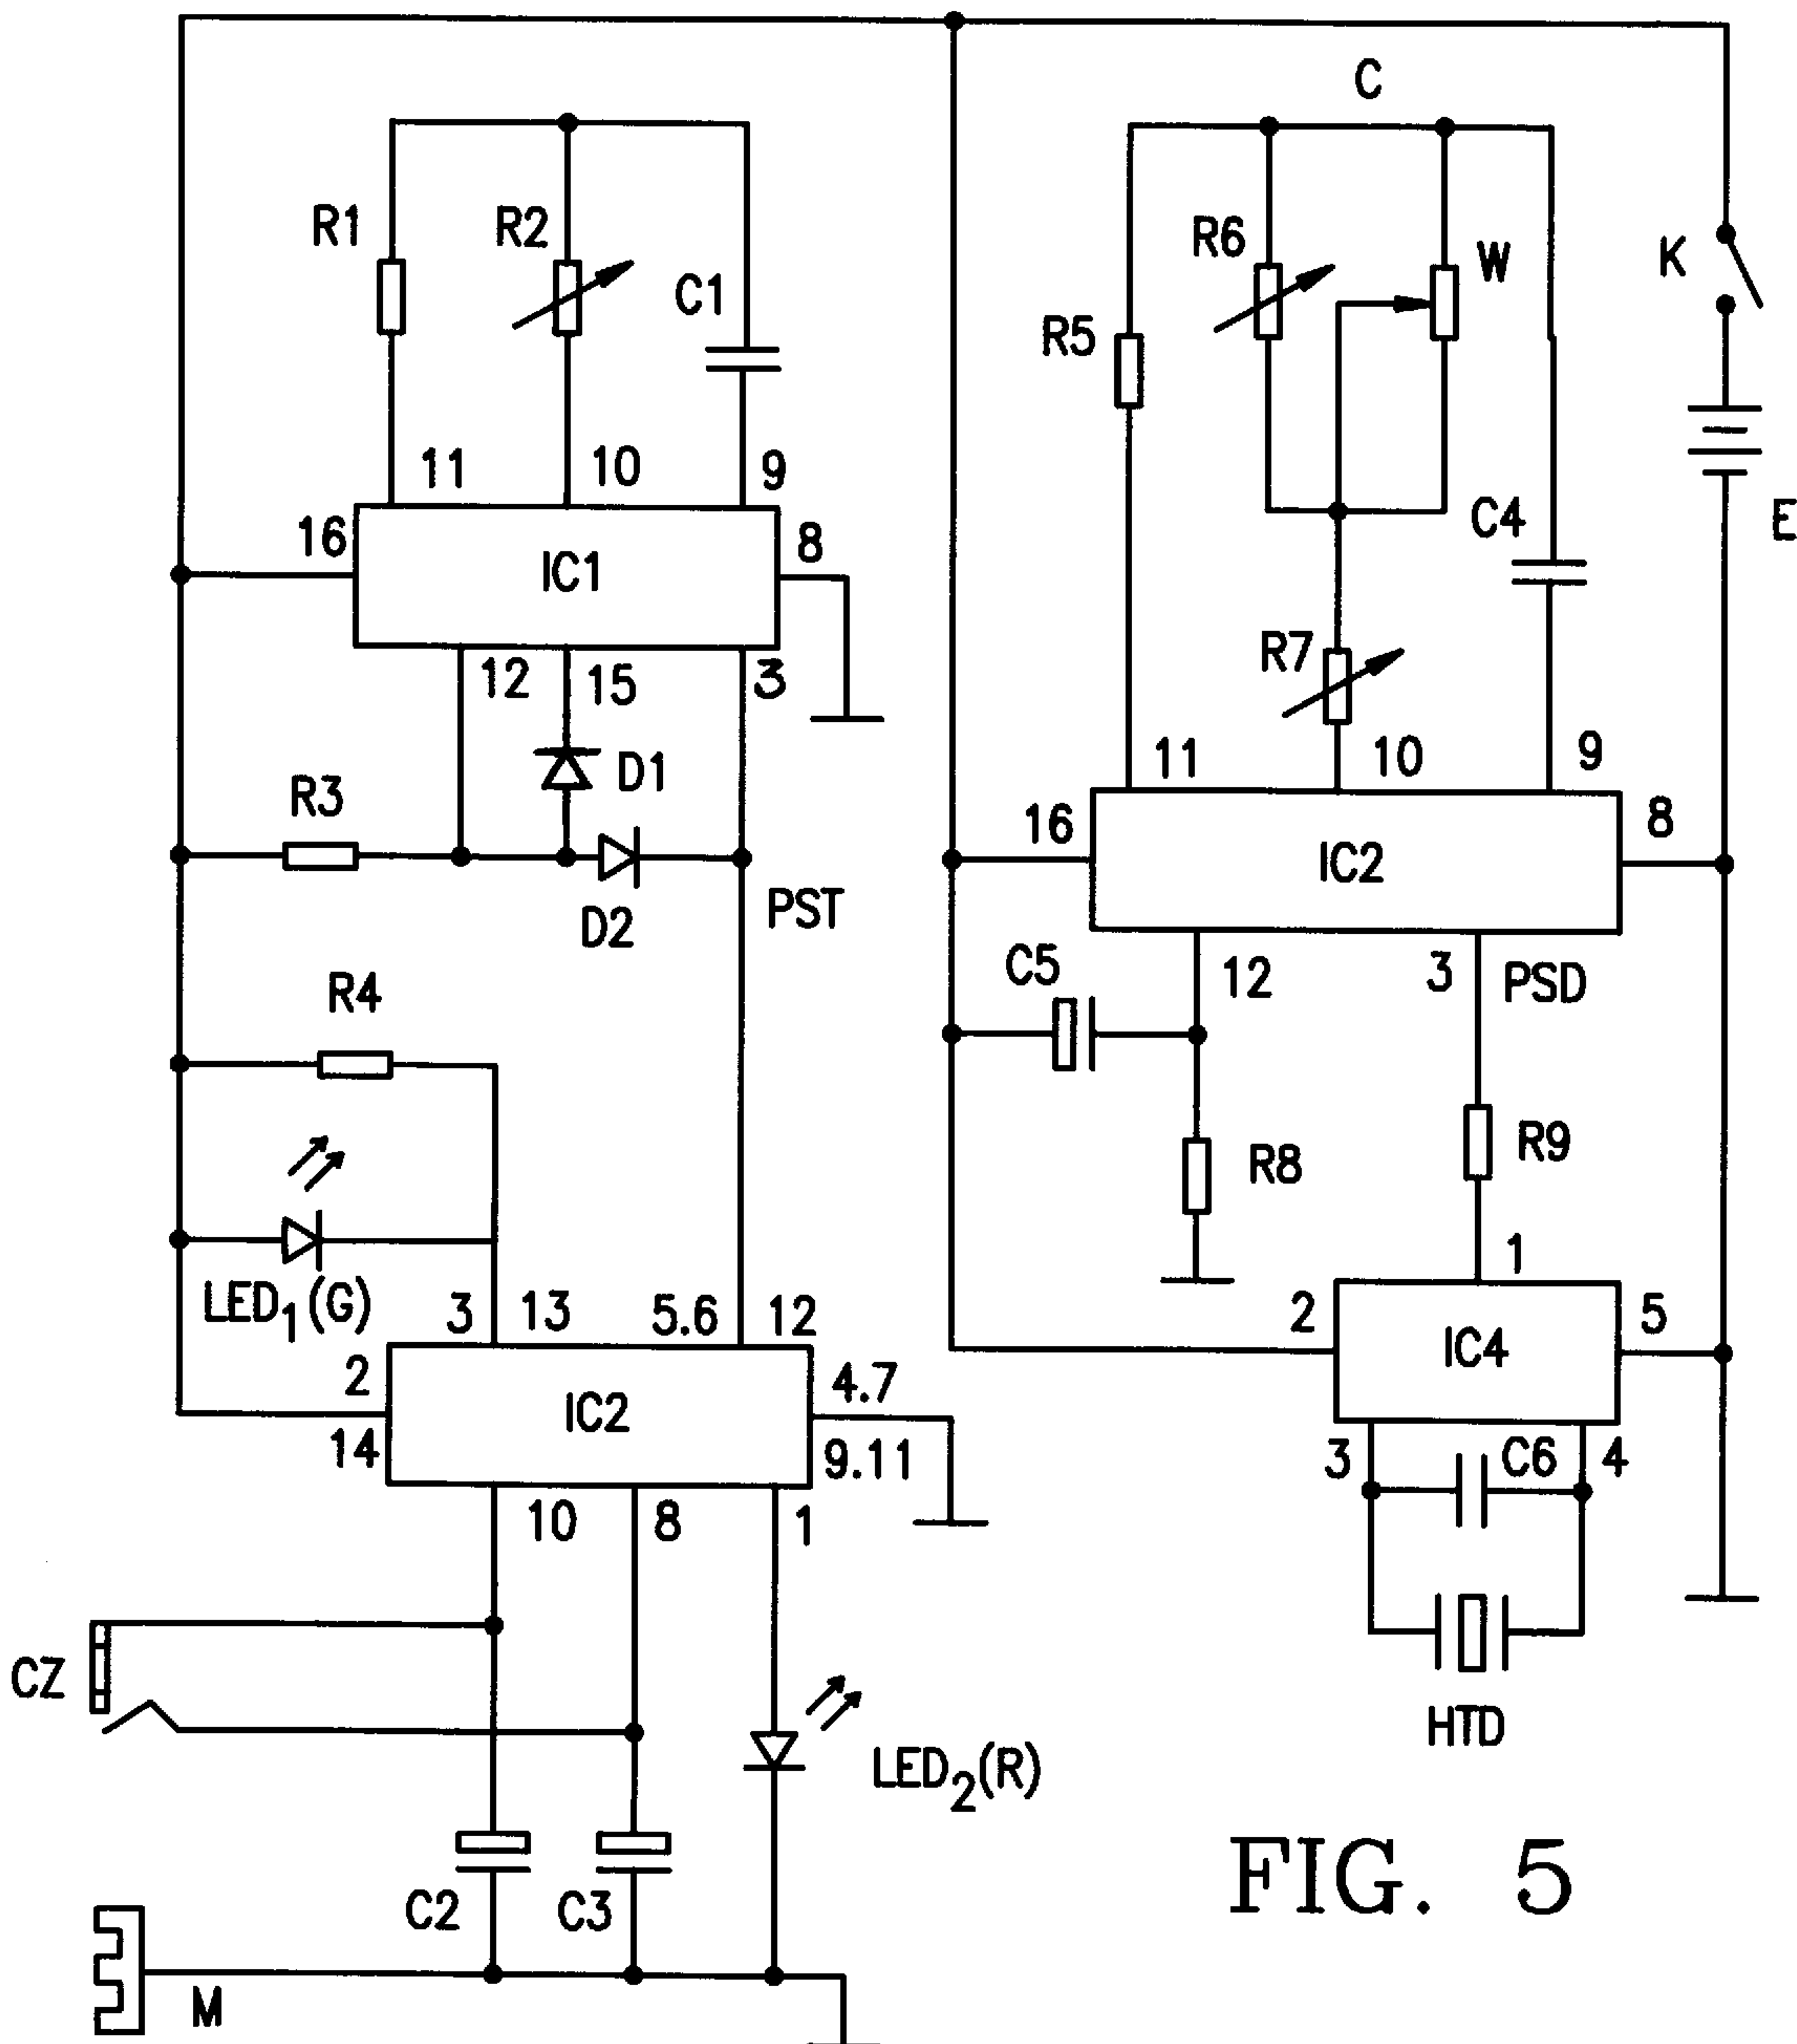 C
R1
R2
C1
R6
W
K
R5
11
10
9
C4
E
16
IC1
8
R7
12
15
3
11
10
9
D1
R3
16
IC2
8
D2
PST
C5
12
3
PSD
R4
R8
R9
LED1(G)
3
13
5.6
12
1
2
IC4
5
2
4.7
IC2
14
9.11
3
C6
4
10
8
1
CZ
HTD
LED2(R)
C2
C3
M
FIG. 5